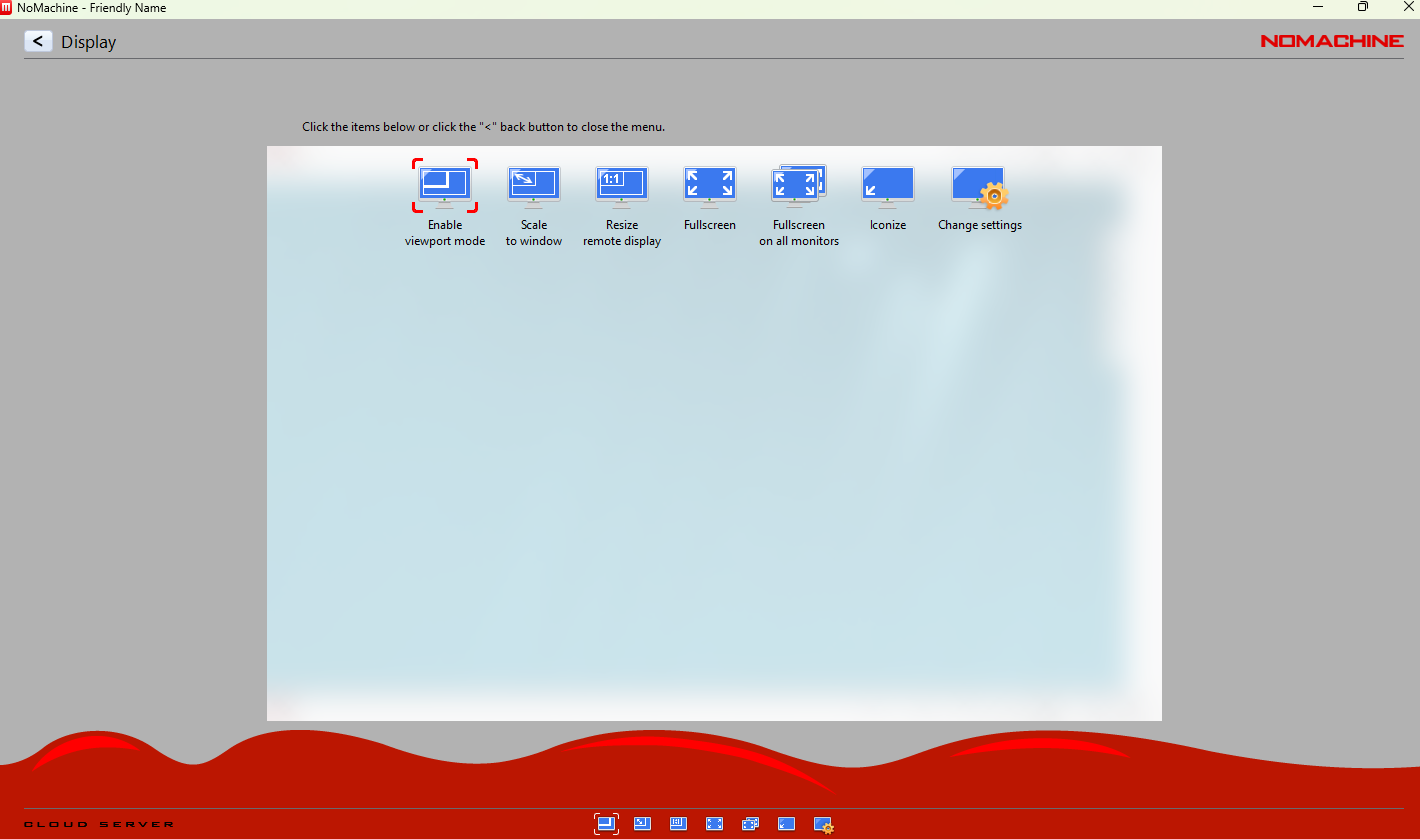 NoMachine - Friendly Name
< Display
NOMACHINE
Click the items below or click the "<" back button to close the menu.
1:1
Enable
viewport mode
Scale
to window
Resize
remote display
Fullscreen
Fullscreen
on all monitors
Iconize
Change settings
CLOUD SERVER